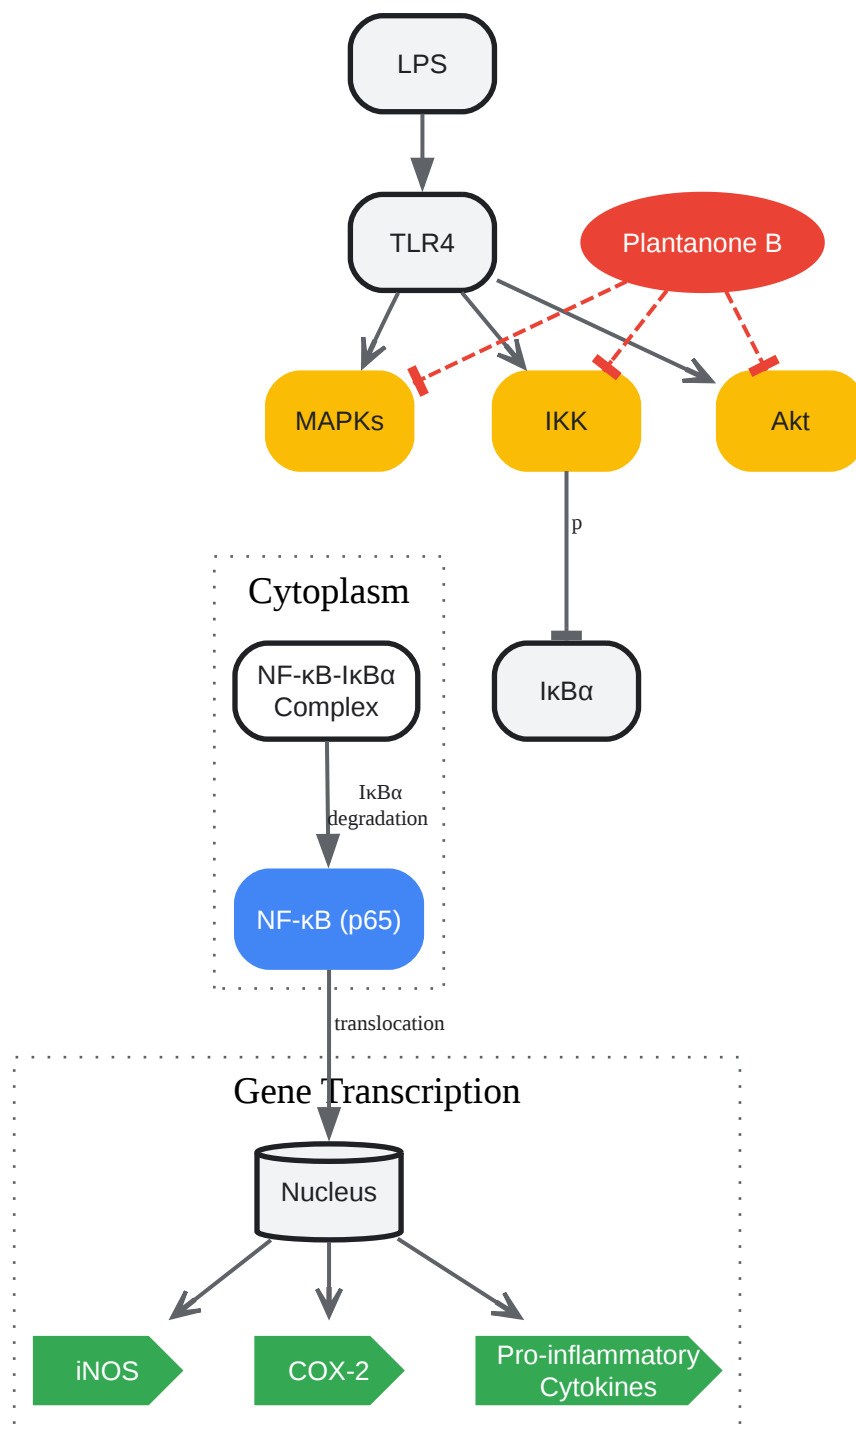 LPS
TLR4
Plantanone B
MAPKs
IKK
Akt
p
Cytoplasm
NF-κB-IκBα
Complex
IκBα
IκBα
degradation
NF-κB (p65)
translocation
Gene Transcription
Nucleus
iNOS
COX-2
Pro-inflammatory
Cytokines